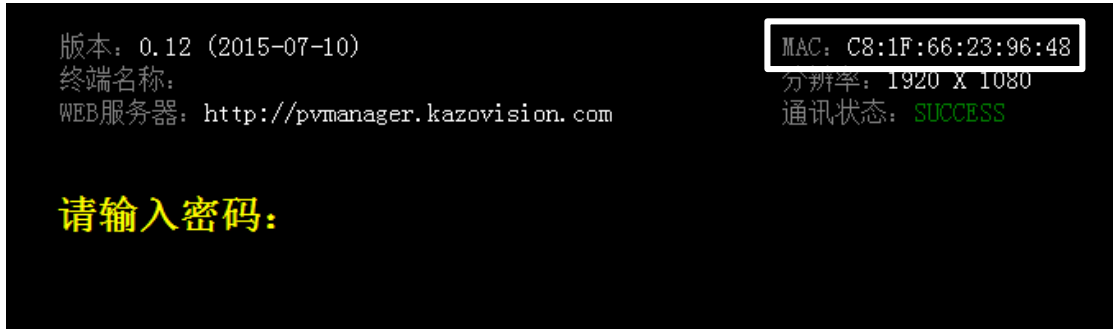 版本：0.12 (2015-07-10)
MAC：C8:1F:66:23:96:48
终端名称：
分辨率：1920 X 1080
WEB服务器：http://pvmanager.kazovision.com
通讯状态：SUCCESS
请输入密码：